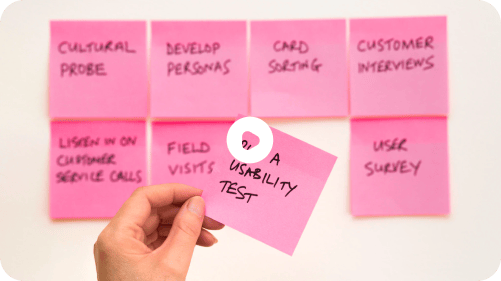 CULTURAL
PROBE
DEVELOP
PERSONAS
CARD
SORTING
CUSTOMER
INTERVIEWS
LISTEN IN ON
CUSTOMER
SERVICE CALLS
FIELD
VISITS
A
USABILITY
TEST
USER
SURVEY